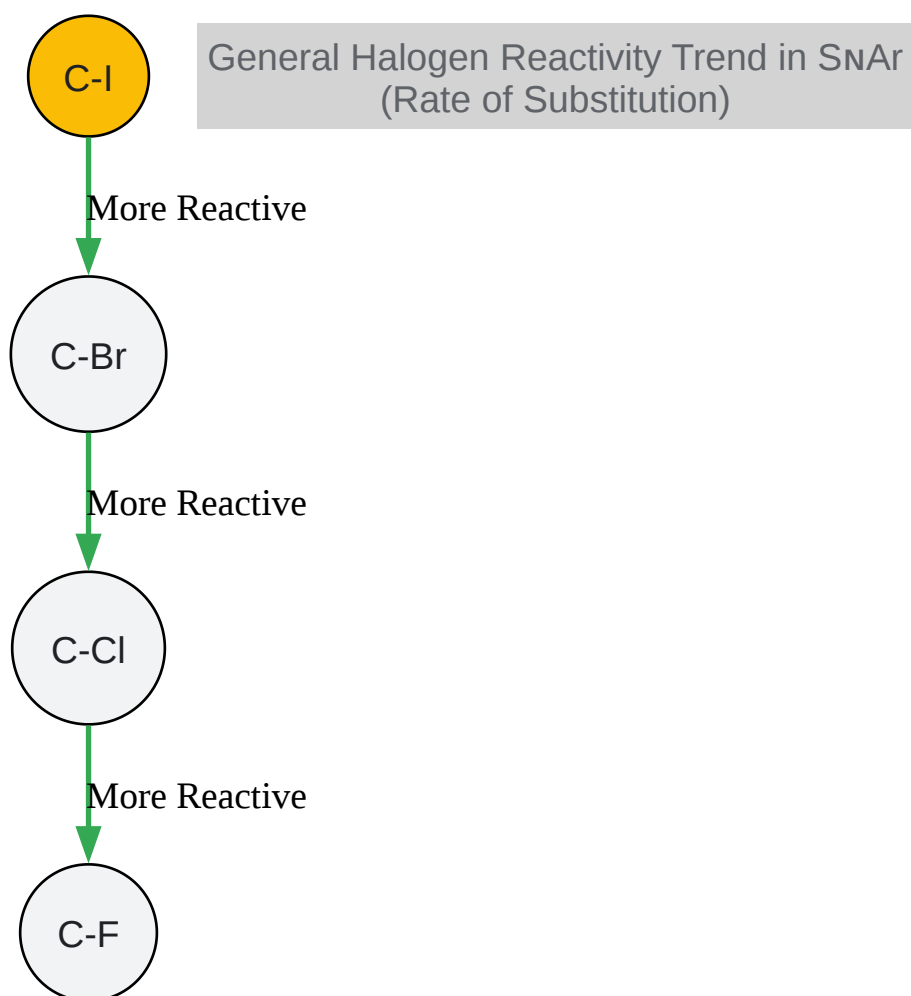 C-I
General Halogen Reactivity Trend in SɴAr
(Rate of Substitution)
More Reactive
C-Br
More Reactive
C-Cl
More Reactive
C-F